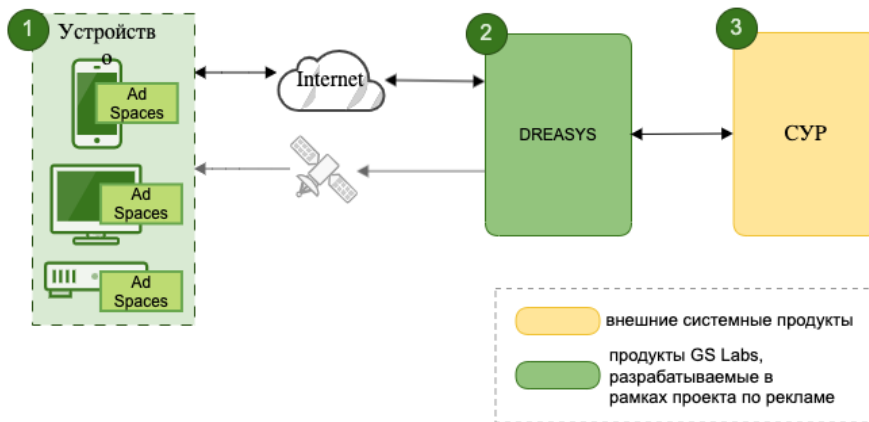 1
Устройств
о
Ad
Spaces
Ad
Spaces
Ad
Spaces
Internet
2
DREASYS
3
СУР
внешние системные продукты
продукты GS Labs,
разрабатываемые в
рамках проекта по рекламе